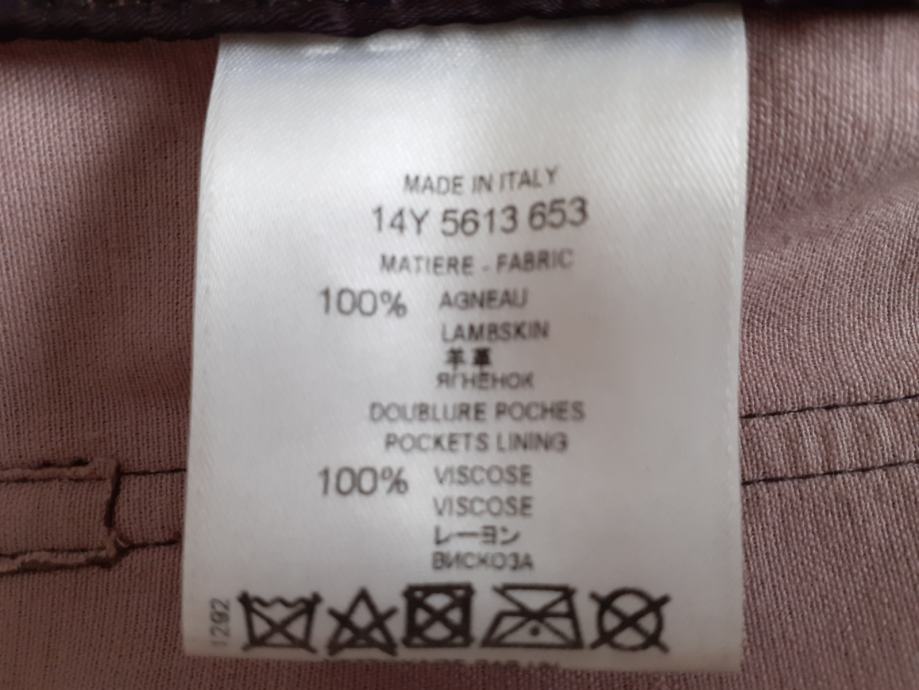 MADE IN ITALY
14Y 5613 653
MATIERE - FABRIC
100% AGNEAU
LAMBSKIN
羊革
ЯГНЕНОК
DOUBLURE POCHES
POCKETS LINING
100% VISCOSE
VISCOSE
レーヨン
ВИСКОЗА
1292